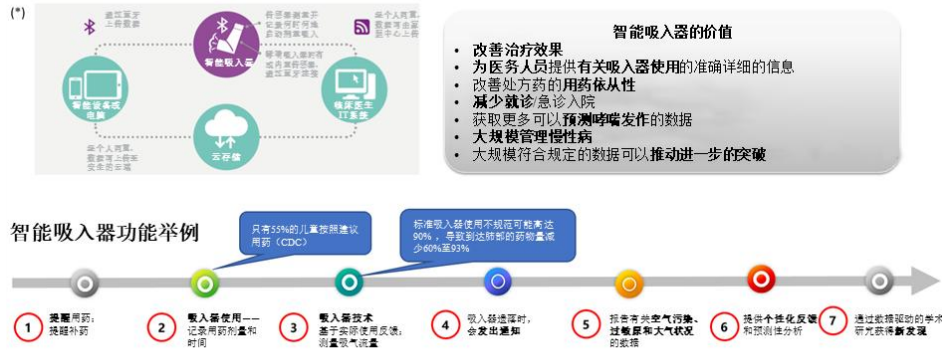 (*)
通过蓝牙
上传数据
智能吸入器
智能设备或
电脑
临床医生
IT系统
云存储
智能吸入器的价值
• 改善治疗效果
• 为医务人员提供有关吸入器使用的准确详细的信息
• 改善处方药的用药依从性
• 减少就诊/急诊入院
• 获取更多可以预测哮喘发作的数据
• 大规模管理慢性病
• 大规模符合规定的数据可以推动进一步的突破
智能吸入器功能举例
只有55%的儿童按照建议
用药（CDC）
标准吸入器使用不规范可能高达
90%，导致到达肺部的药物量减
少60%至93%
1
提醒用药；
提醒补药
2
吸入器使用——
记录用药剂量和
时间
3
吸入器技术
基于实际使用反馈；
测量吸气流量
4
吸入器遗落时，
会发出通知
5
报告有关空气污染、
过敏原和大气状况
的数据
6
提供个性化反馈
和预测性分析
7
通过数据驱动的学术
研究获得新发现